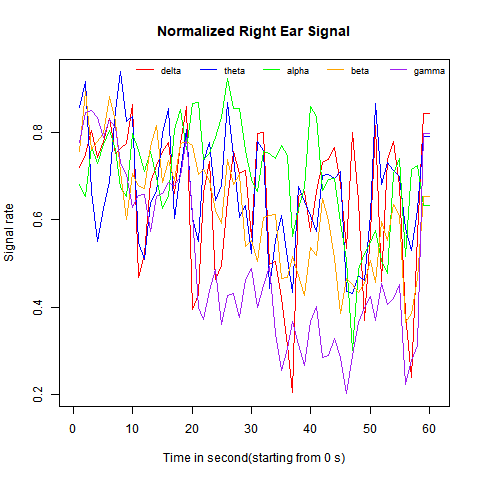 Normalized Right Ear Signal
delta theta alpha beta gamma
Signal rate
0.8
0.6
0.4
0.2
0 10 20 30 40 50 60
Time in second(starting from 0 s)